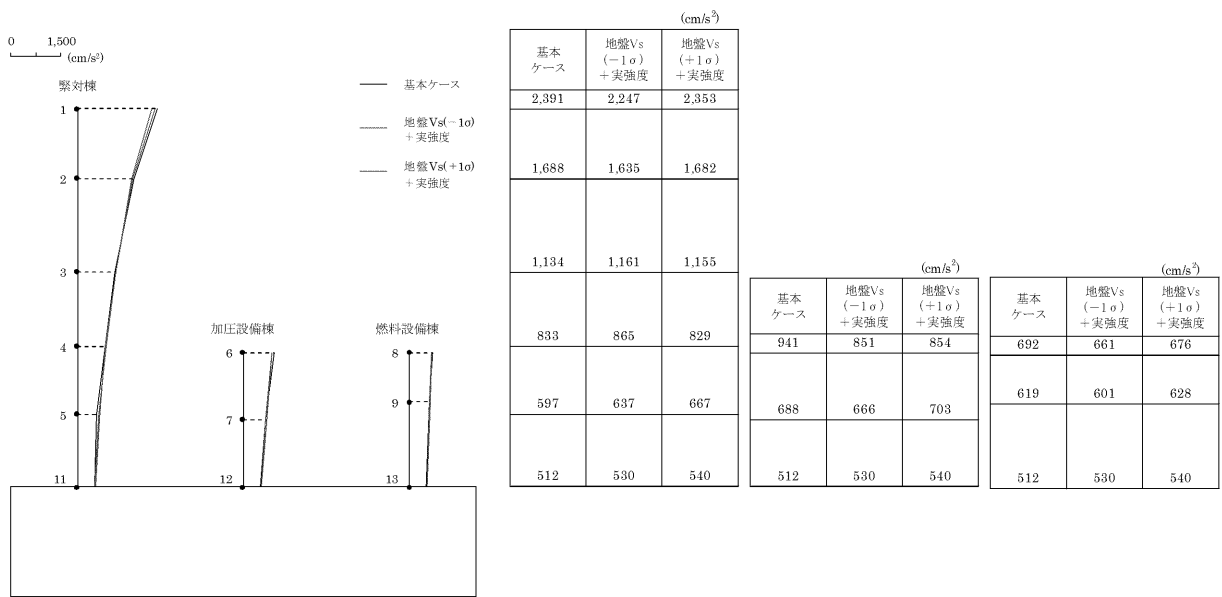 0 1,500
(cm/s²)
緊対棟
1
2
3
4
5
11
加圧設備棟
6
7
12
燃料設備棟
8
9
13
基本ケース
地盤Vs(−1σ)
＋実強度
地盤Vs(＋1σ)
＋実強度
(cm/s²)
基本
ケース
地盤Vs
(−1σ)
＋実強度
地盤Vs
(＋1σ)
＋実強度
2,391 2,247 2,353
1,688 1,635 1,682
1,134 1,161 1,155
833 865 829
597 637 667
512 530 540
(cm/s²)
基本
ケース
地盤Vs
(−1σ)
＋実強度
地盤Vs
(＋1σ)
＋実強度
941 851 854
688 666 703
512 530 540
(cm/s²)
基本
ケース
地盤Vs
(−1σ)
＋実強度
地盤Vs
(＋1σ)
＋実強度
692 661 676
619 601 628
512 530 540